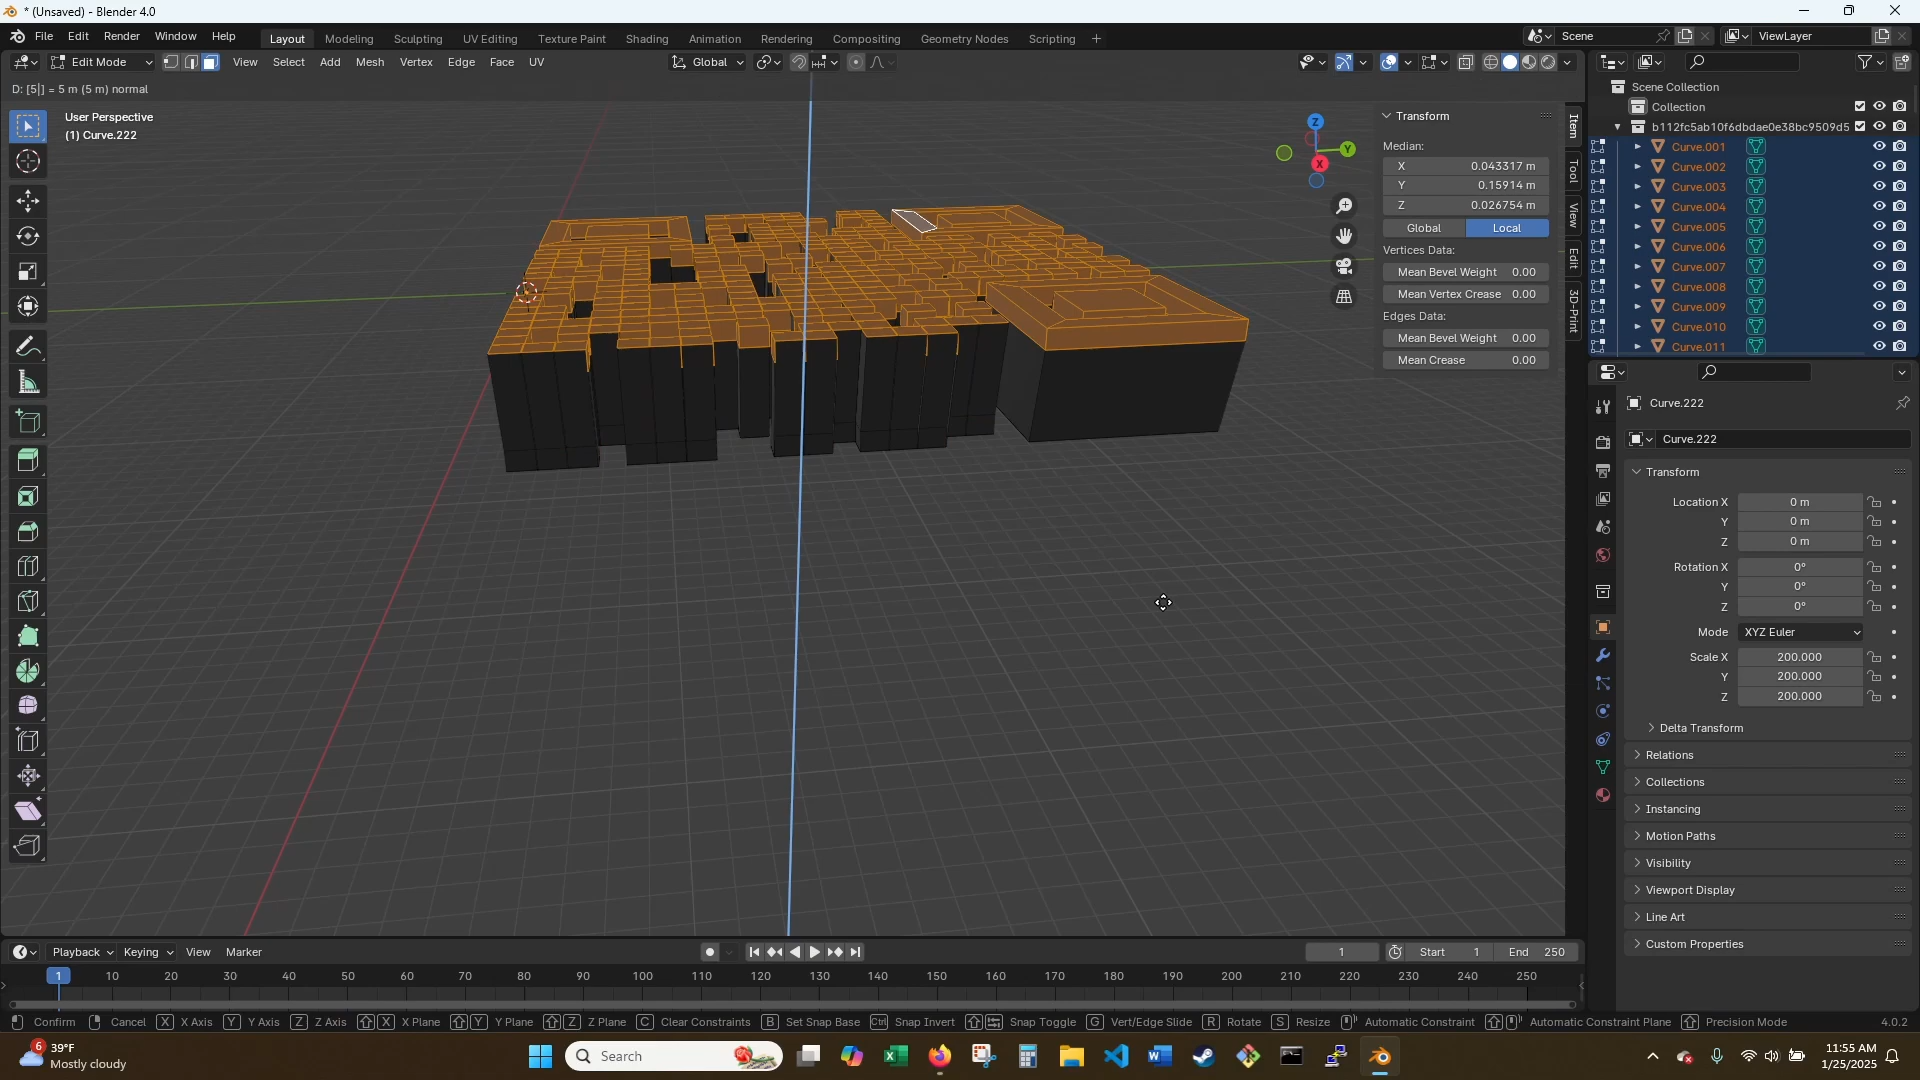 * (Unsaved) - Blender 4.0
File Edit Render Window Help
Layout Modeling Sculpting UV Editing Texture Paint Shading Animation Rendering Compositing Geometry Nodes Scripting +
Scene ViewLayer
Edit Mode View Select Add Mesh Vertex Edge Face UV
Global
D: [5|] = 5 m (5 m) normal
User Perspective
(1) Curve.222
Z
Y
X
Transform
Median:
X 0.043317 m
Y 0.15914 m
Z 0.026754 m
Global Local
Vertices Data:
Mean Bevel Weight 0.00
Mean Vertex Crease 0.00
Edges Data:
Mean Bevel Weight 0.00
Mean Crease 0.00
Item
Tool
View
Edit
3D-Print
Scene Collection
Collection
b112fc5ab10f6dbdae0e38bc9509d5
Curve.001
Curve.002
Curve.003
Curve.004
Curve.005
Curve.006
Curve.007
Curve.008
Curve.009
Curve.010
Curve.011
Curve.222
Curve.222
Transform
Location X 0 m
Y 0 m
Z 0 m
Rotation X 0°
Y 0°
Z 0°
Mode XYZ Euler
Scale X 200.000
Y 200.000
Z 200.000
Delta Transform
Relations
Collections
Instancing
Motion Paths
Visibility
Viewport Display
Line Art
Custom Properties
Playback Keying View Marker
1 Start 1 End 250
1 10 20 30 40 50 60 70 80 90 100 110 120 130 140 150 160 170 180 190 200 210 220 230 240 250
Confirm Cancel X X Axis Y Y Axis Z Z Axis X X Plane Y Y Plane Z Z Plane C Clear Constraints B Set Snap Base Ctrl Snap Invert Snap Toggle G Vert/Edge Slide R Rotate S Resize Automatic Constraint Automatic Constraint Plane Precision Mode 4.0.2
6
39°F
Mostly cloudy
Search
11:55 AM
1/25/2025